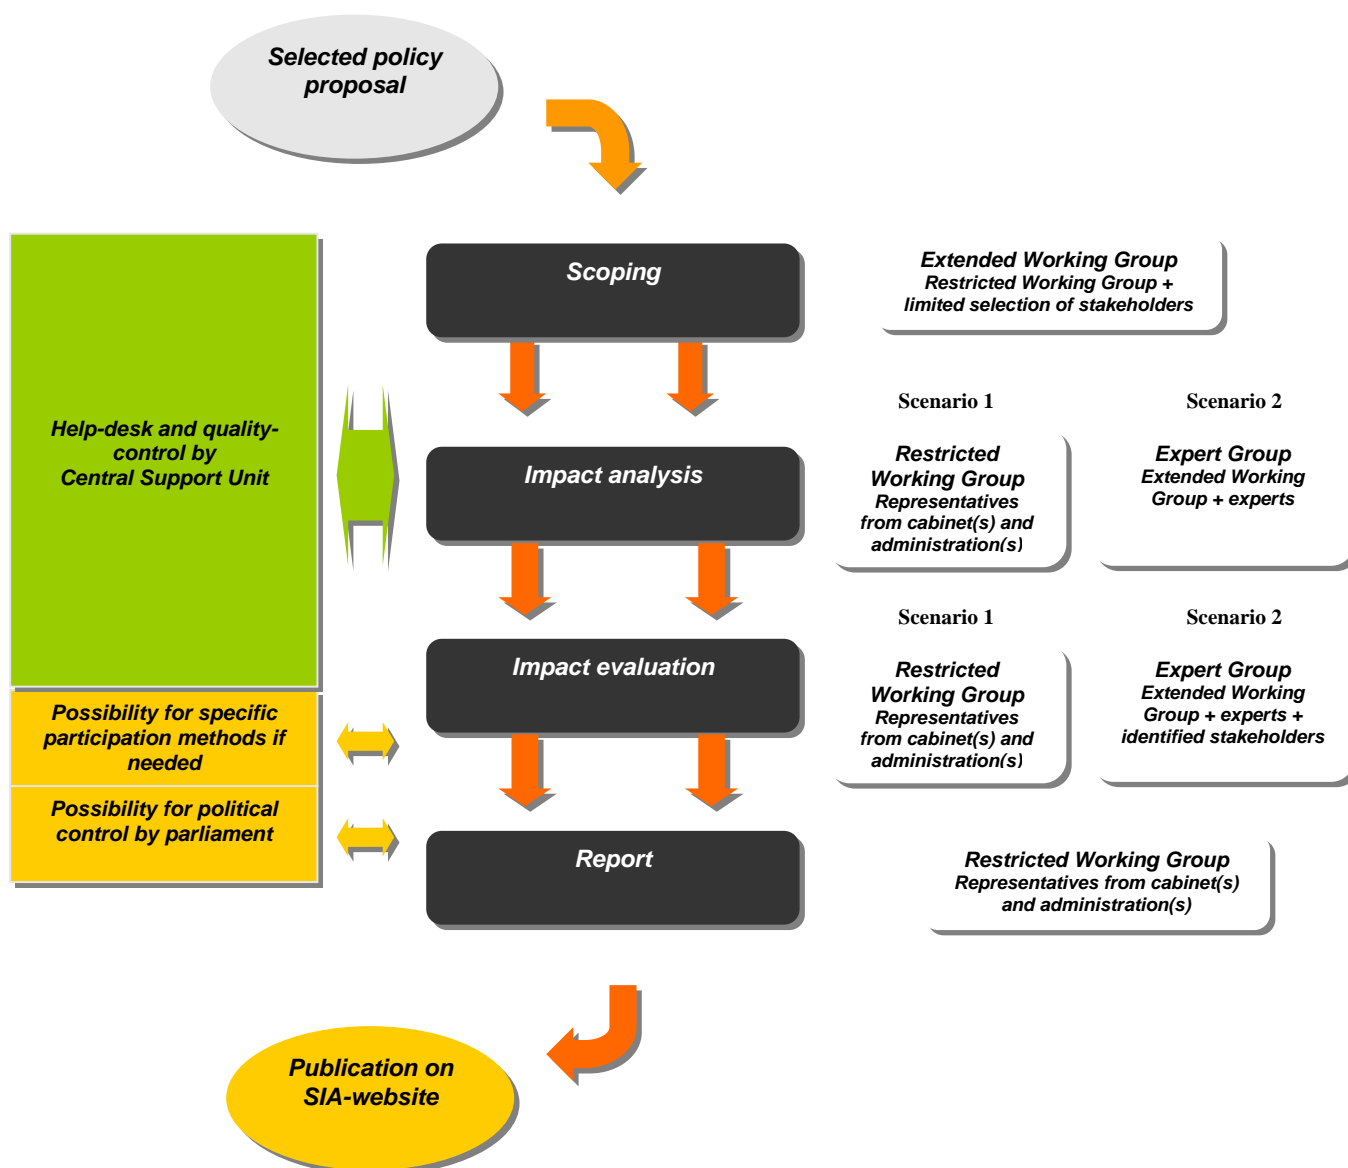 Selected policy
proposal
Scoping
Extended Working Group
Restricted Working Group +
limited selection of stakeholders
Help-desk and quality-
control by
Central Support Unit
Scenario 1
Scenario 2
Impact analysis
Restricted
Working Group
Representatives
from cabinet(s) and
administration(s)
Expert Group
Extended Working
Group + experts
Scenario 1
Scenario 2
Impact evaluation
Restricted
Working Group
Representatives
from cabinet(s) and
administration(s)
Expert Group
Extended Working
Group + experts +
identified stakeholders
Possibility for specific
participation methods if
needed
Possibility for political
control by parliament
Report
Restricted Working Group
Representatives from cabinet(s)
and administration(s)
Publication on
SIA-website